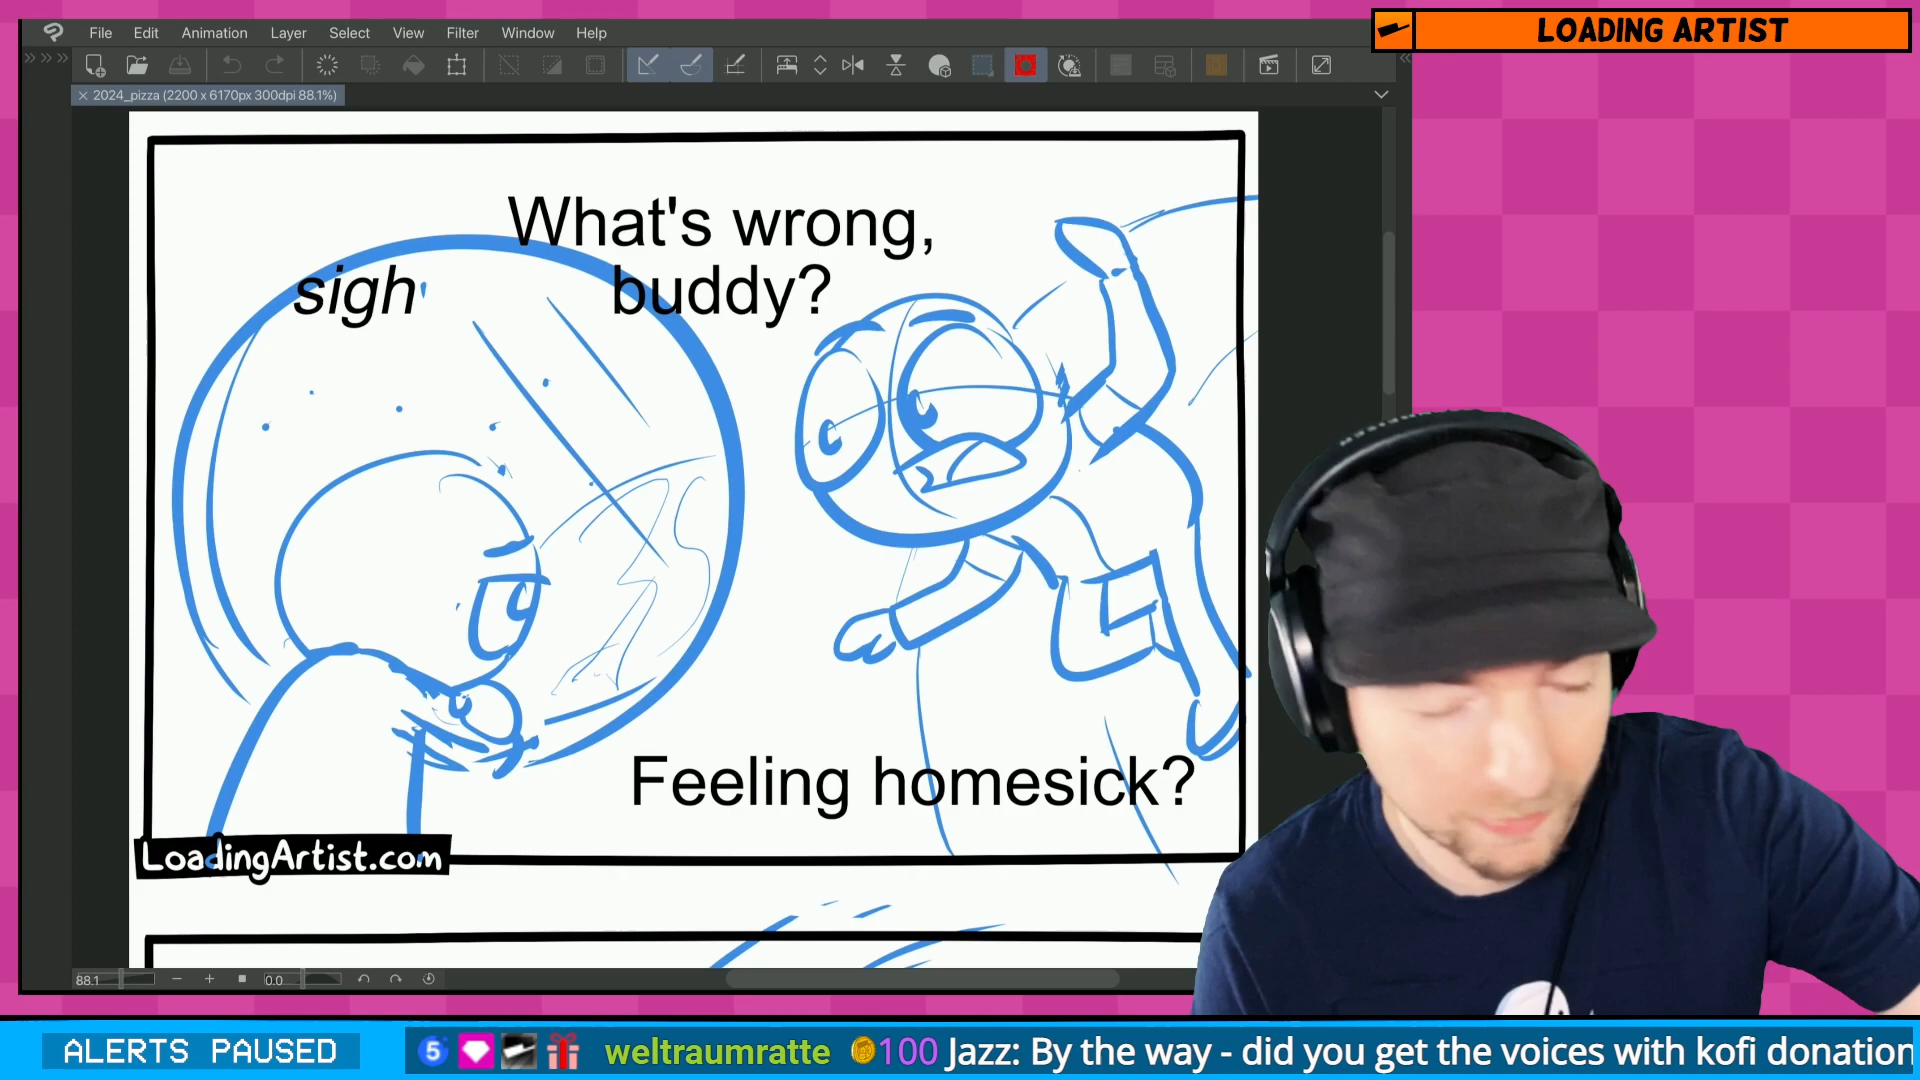 LOADING ARTIST
File Edit Animation Layer Select View Filter Window Help
2024_pizza (2200 x 6170px 300dpi 88.1%)
What's wrong,
buddy?
sigh
Feeling homesick?
LoadingArtist.com
88.1
0.0
ALERTS PAUSED
5 weltraumratte 100 Jazz: By the way - did you get the voices with kofi donation